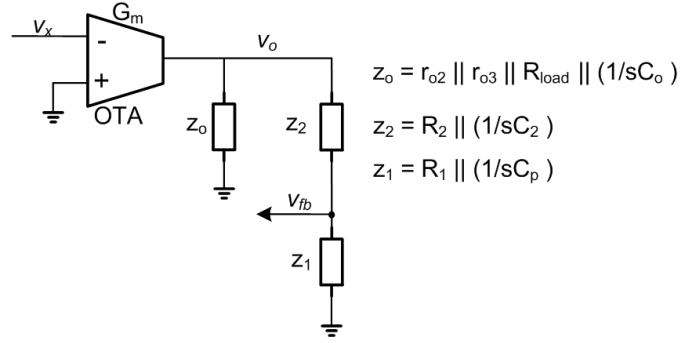 Gm
vx
-
+
OTA
vo
zo
z2
vfb
z1
zo = ro2 || ro3 || Rload || (1/sCo )
z2 = R2 || (1/sC2 )
z1 = R1 || (1/sCp )